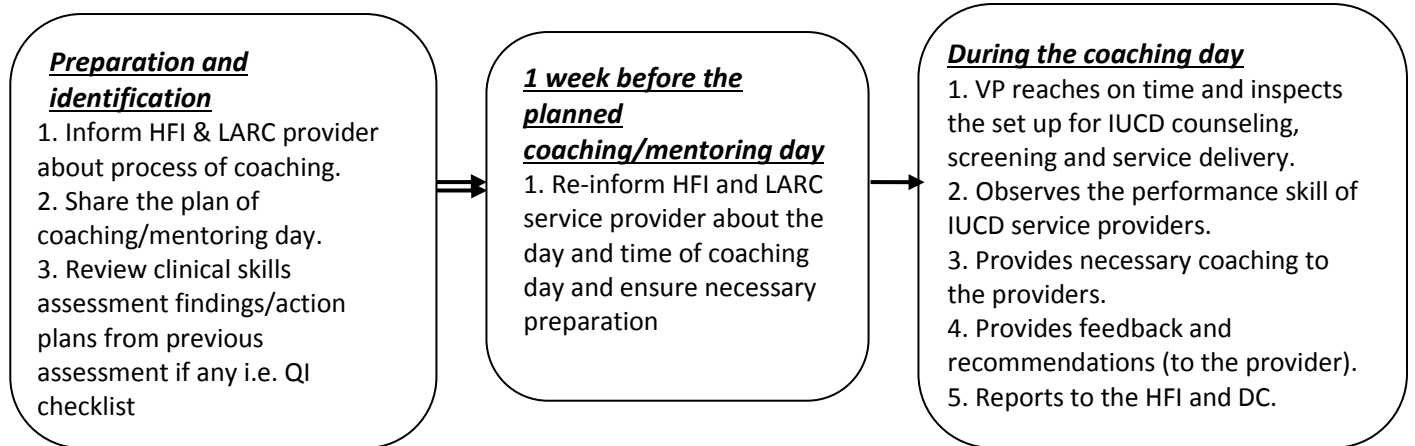 Preparation and
identification
1. Inform HFI & LARC provider
about process of coaching.
2. Share the plan of
coaching/mentoring day.
3. Review clinical skills
assessment findings/action
plans from previous
assessment if any i.e. QI
checklist
1 week before the
planned
coaching/mentoring day
1. Re-inform HFI and LARC
service provider about the
day and time of coaching
day and ensure necessary
preparation
During the coaching day
1. VP reaches on time and inspects
the set up for IUCD counseling,
screening and service delivery.
2. Observes the performance skill of
IUCD service providers.
3. Provides necessary coaching to
the providers.
4. Provides feedback and
recommendations (to the provider).
5. Reports to the HFI and DC.